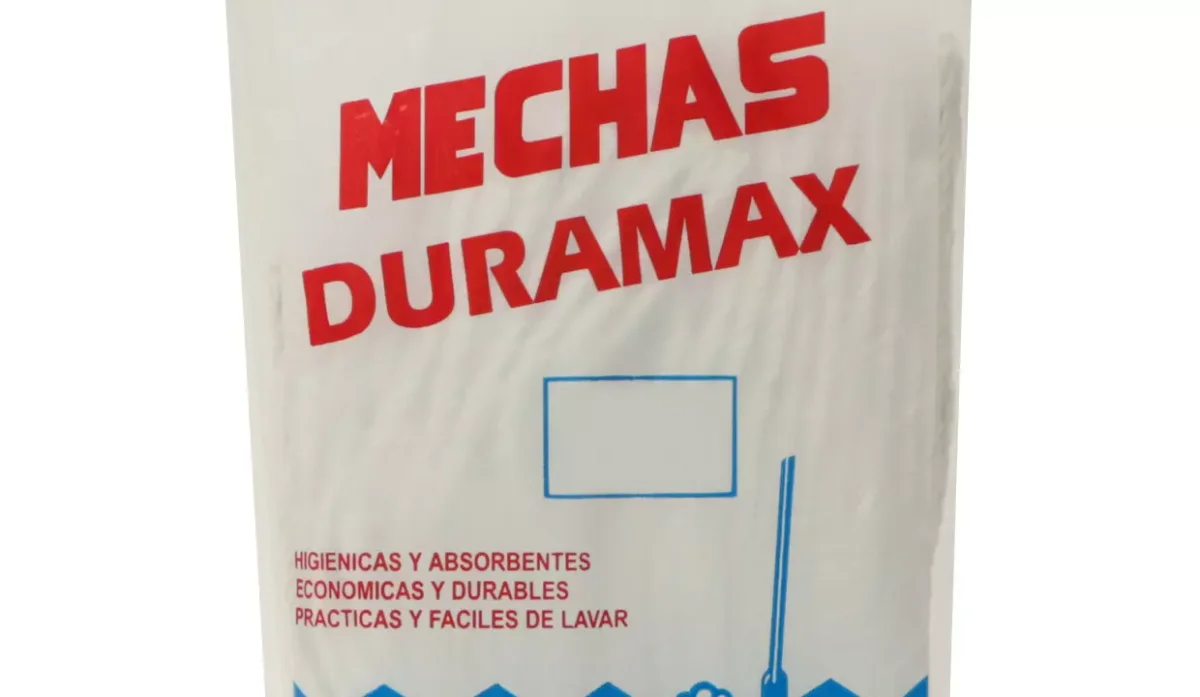 MECHAS
DURAMAX
HIGIENICAS Y ABSORBENTES
ECONOMICAS Y DURABLES
PRACTICAS Y FACILES DE LAVAR